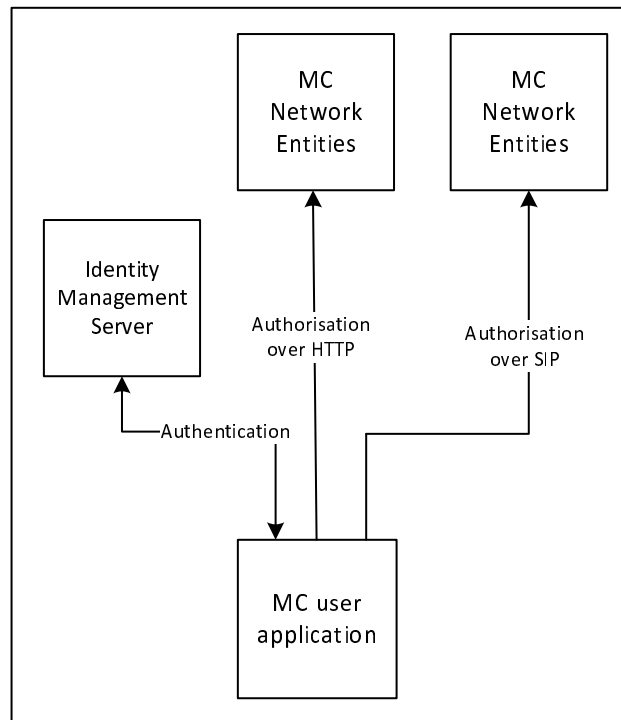 MC
Network
Entities
MC
Network
Entities
Identity
Management
Server
Authorisation
over HTTP
Authorisation
over SIP
Authentication
MC user
application